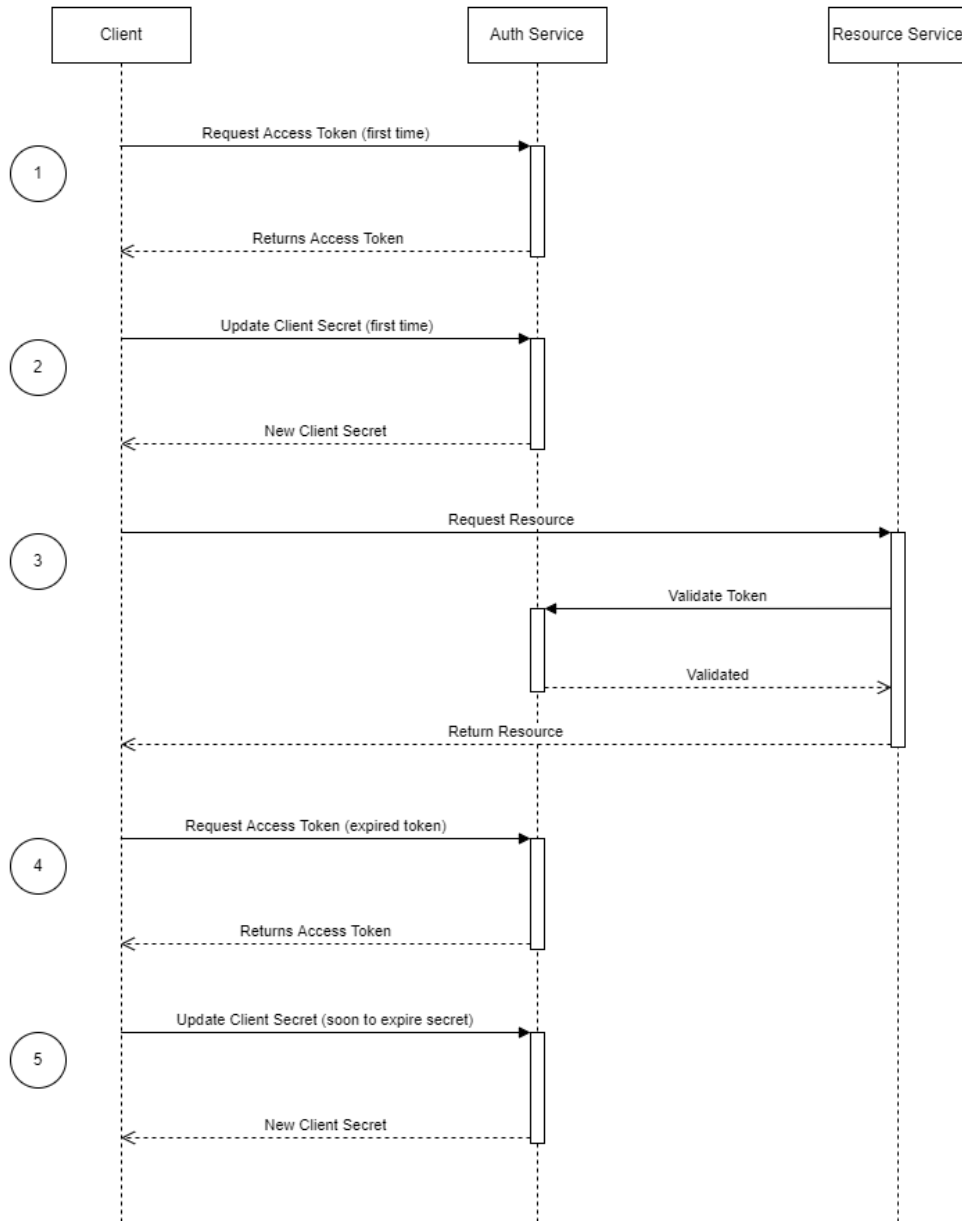 Client
Auth Service
Resource Service
Request Access Token (first time)
1
Returns Access Token
Update Client Secret (first time)
2
New Client Secret
Request Resource
3
Validate Token
Validated
Return Resource
Request Access Token (expired token)
4
Returns Access Token
Update Client Secret (soon to expire secret)
5
New Client Secret